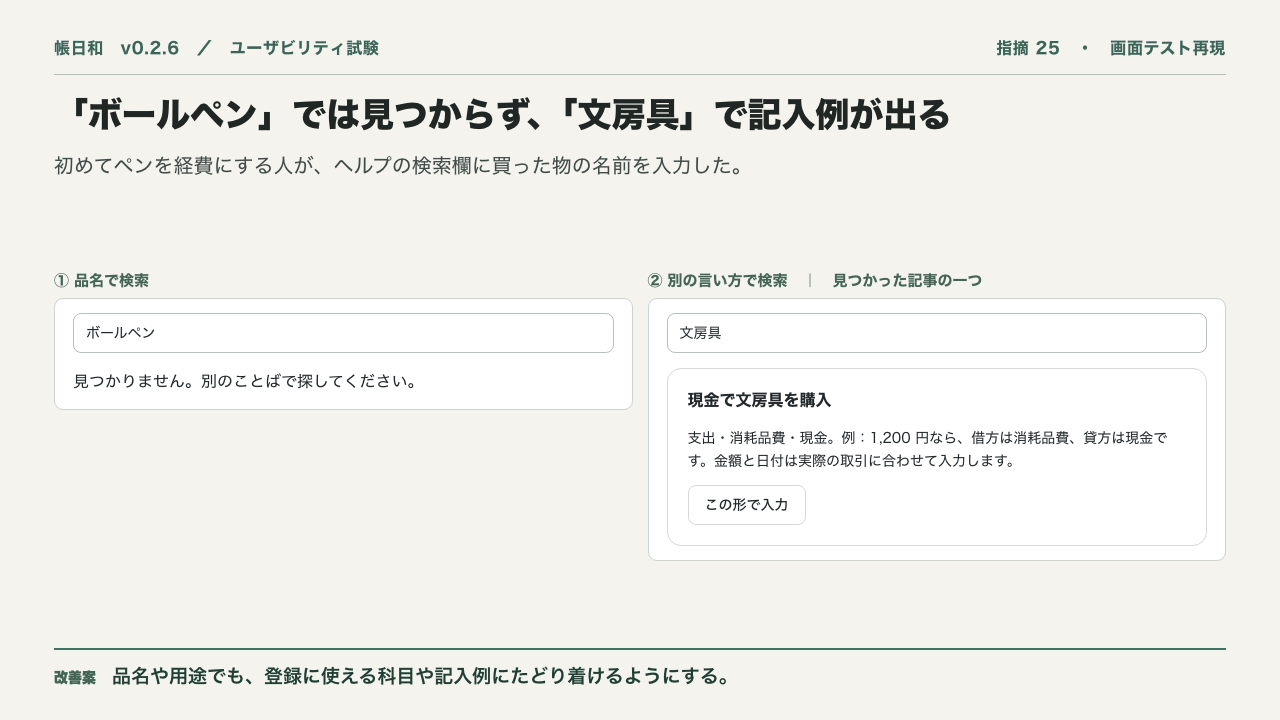 帳日和 v0.2.6 ／ ユーザビリティ試験
指摘 25 ・ 画面テスト再現
「ボールペン」では見つからず、「文房具」で記入例が出る
初めてペンを経費にする人が、ヘルプの検索欄に買った物の名前を入力した。
① 品名で検索
ボールペン
見つかりません。別のことばで探してください。
② 別の言い方で検索 ｜ 見つかった記事の一つ
文房具
現金で文房具を購入
支出・消耗品費・現金。例：1,200 円なら、借方は消耗品費、貸方は現金で
す。金額と日付は実際の取引に合わせて入力します。
この形で入力
改善案 品名や用途でも、登録に使える科目や記入例にたどり着けるようにする。